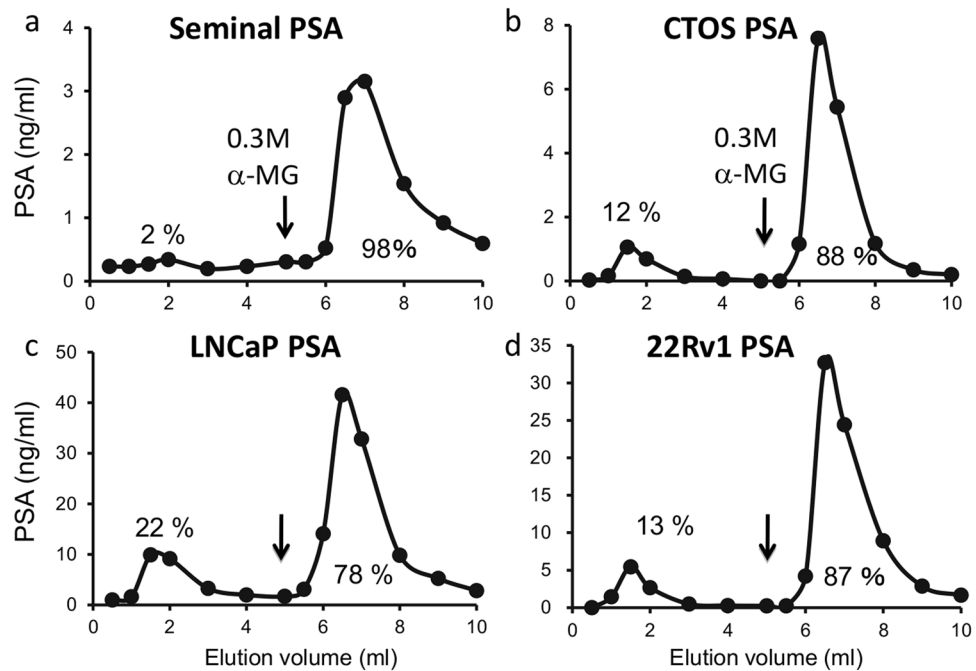 a
Seminal PSA
4
3
2
1
0
PSA (ng/ml)
0.3M
α-MG
2 %
98%
0 2 4 6 8 10
b
CTOS PSA
8
6
4
2
0
0.3M
α-MG
12 %
88 %
0 2 4 6 8 10
c
LNCaP PSA
50
40
30
20
10
0
PSA (ng/ml)
22 %
78 %
0 2 4 6 8 10
Elution volume (ml)
d
22Rv1 PSA
35
30
25
20
15
10
5
0
13 %
87 %
0 2 4 6 8 10
Elution volume (ml)